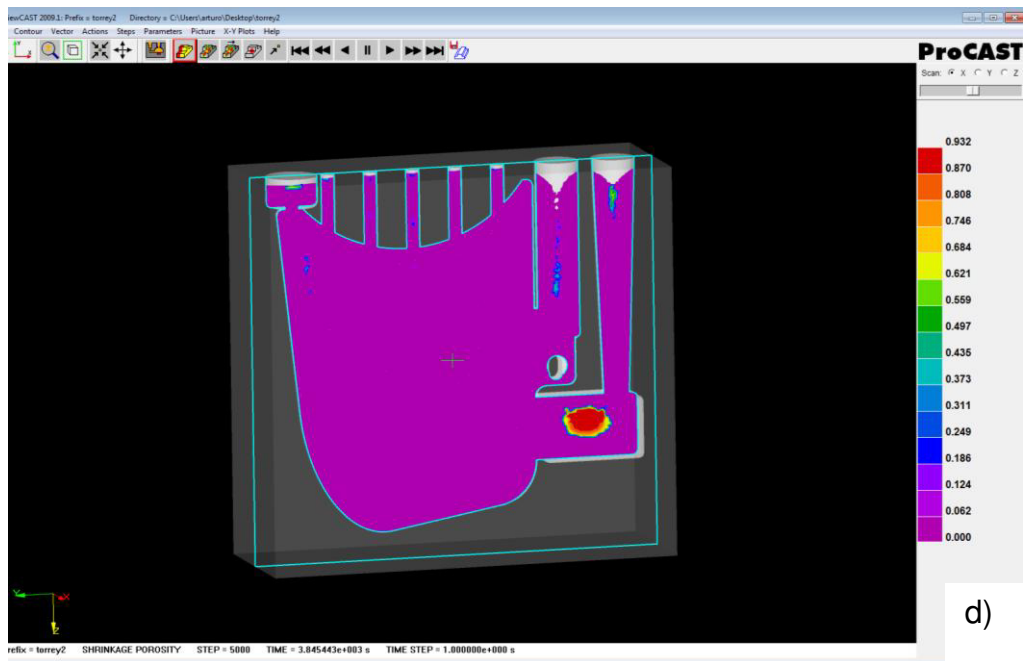 iewCAST 2009.1: Prefix = torrey2 Directory = C:\Users\arturo\Desktop\torrey2
Contour Vector Actions Steps Parameters Picture X-Y Plots Help
ProCAST
Scan: X Y Z
0.932
0.870
0.808
0.746
0.684
0.621
0.559
0.497
0.435
0.373
0.311
0.249
0.186
0.124
0.062
0.000
Y X
Z
d)
refix = torrey2 SHRINKAGE POROSITY STEP = 5000 TIME = 3.845443e+003 s TIME STEP = 1.000000e+000 s